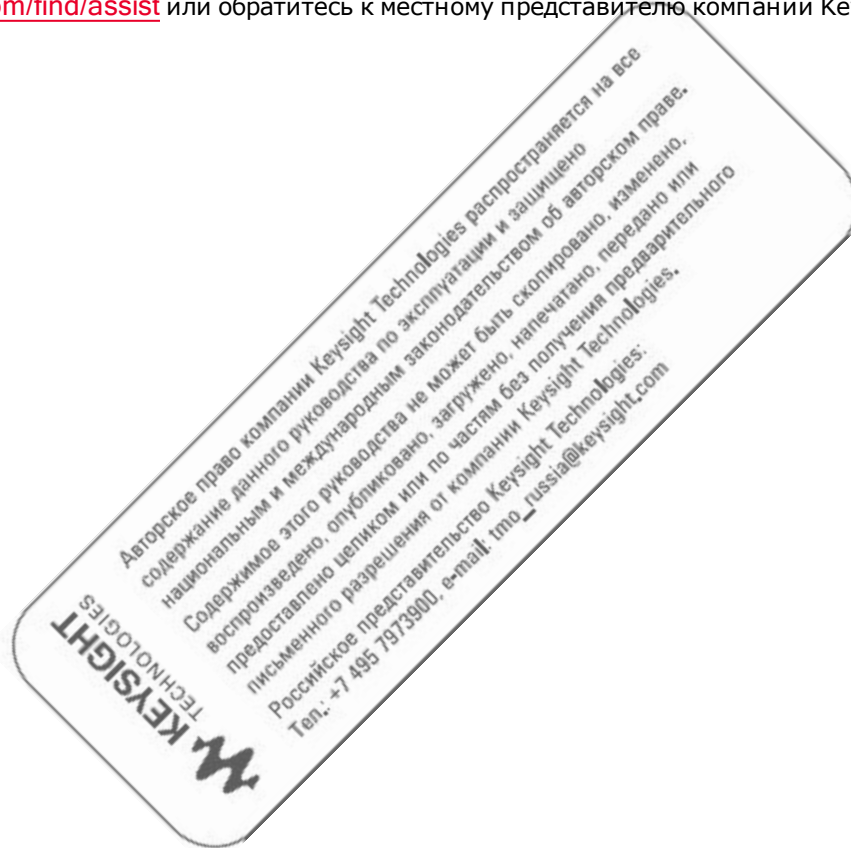 om/find/assist или обратитесь к местному представителю компании Ke
KEYSIGHT
TECHNOLOGIES
Авторское право компании Keysight Technologies распространяется на все
содержание данного руководства по эксплуатации и защищено
национальным и международным законодательством об авторском праве.
Содержимое этого руководства не может быть скопировано, изменено,
воспроизведено, опубликовано, загружено, напечатано, передано или
предоставлено целиком или по частям без получения предварительного
письменного разрешения от компании Keysight Technologies.
Российское представительство Keysight Technologies:
Тел.: +7 495 7973900, e-mail: tmo_russia@keysight.com